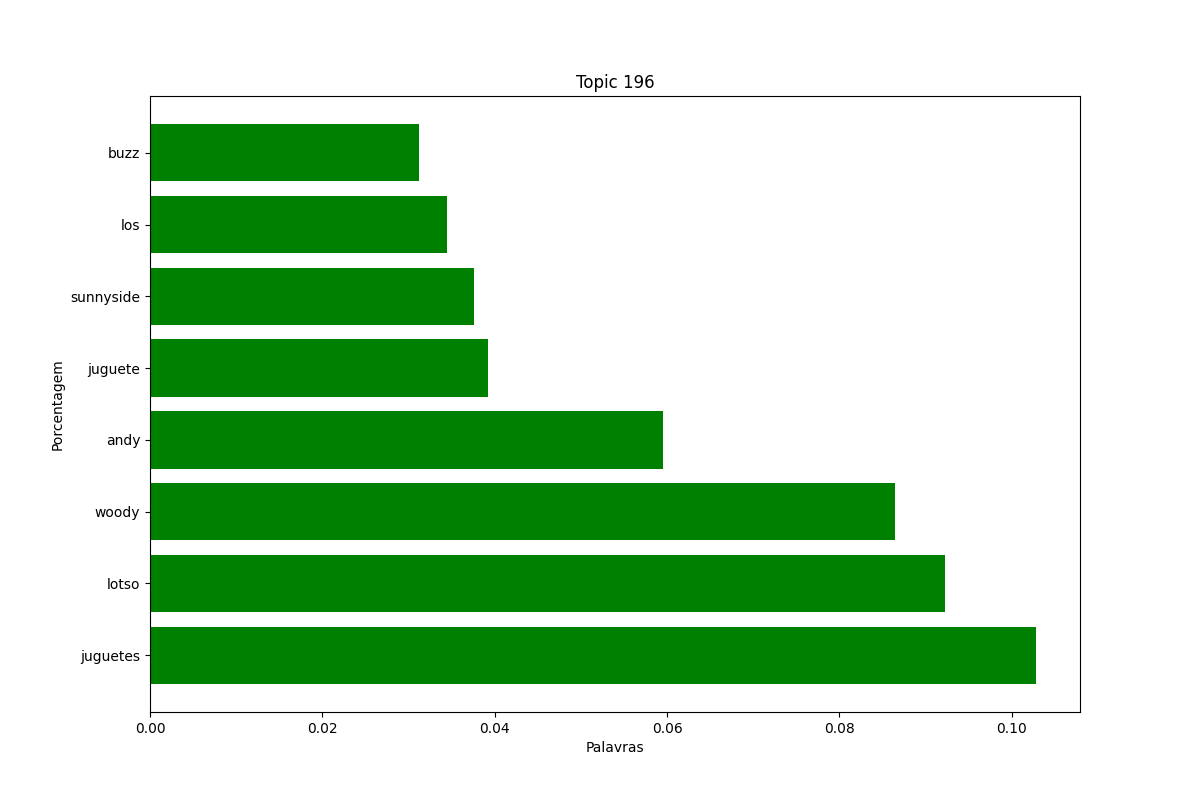 Topic 196
buzz
los
sunnyside
juguete
andy
woody
lotso
juguetes
Porcentagem
0.00 0.02 0.04 0.06 0.08 0.10
Palavras